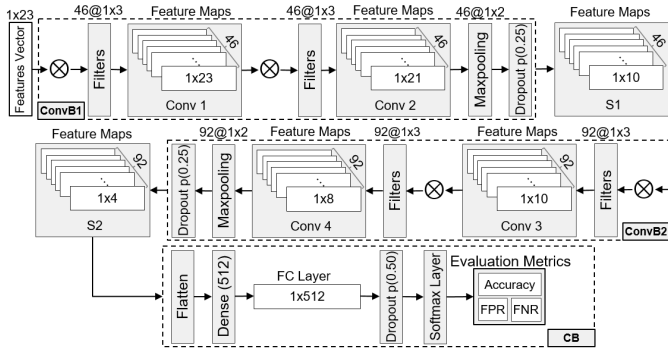 1x23
46@1x3
Feature Maps
46@1x3
Feature Maps
46@1x2
Feature Maps
Features Vector
Filters
46
1x23
Conv 1
Filters
46
1x21
Conv 2
Maxpooling
Dropout p(0.25)
46
1x10
S1
ConvB1
Feature Maps
92@1x2
Feature Maps
92@1x3
Feature Maps
92@1x3
92
1x4
S2
Dropout p(0.25)
Maxpooling
92
1x8
Conv 4
Filters
92
1x10
Conv 3
Filters
ConvB2
Flatten
Dense (512)
FC Layer
1x512
Dropout p(0.50)
Softmax Layer
Evaluation Metrics
Accuracy
FPR
FNR
CB